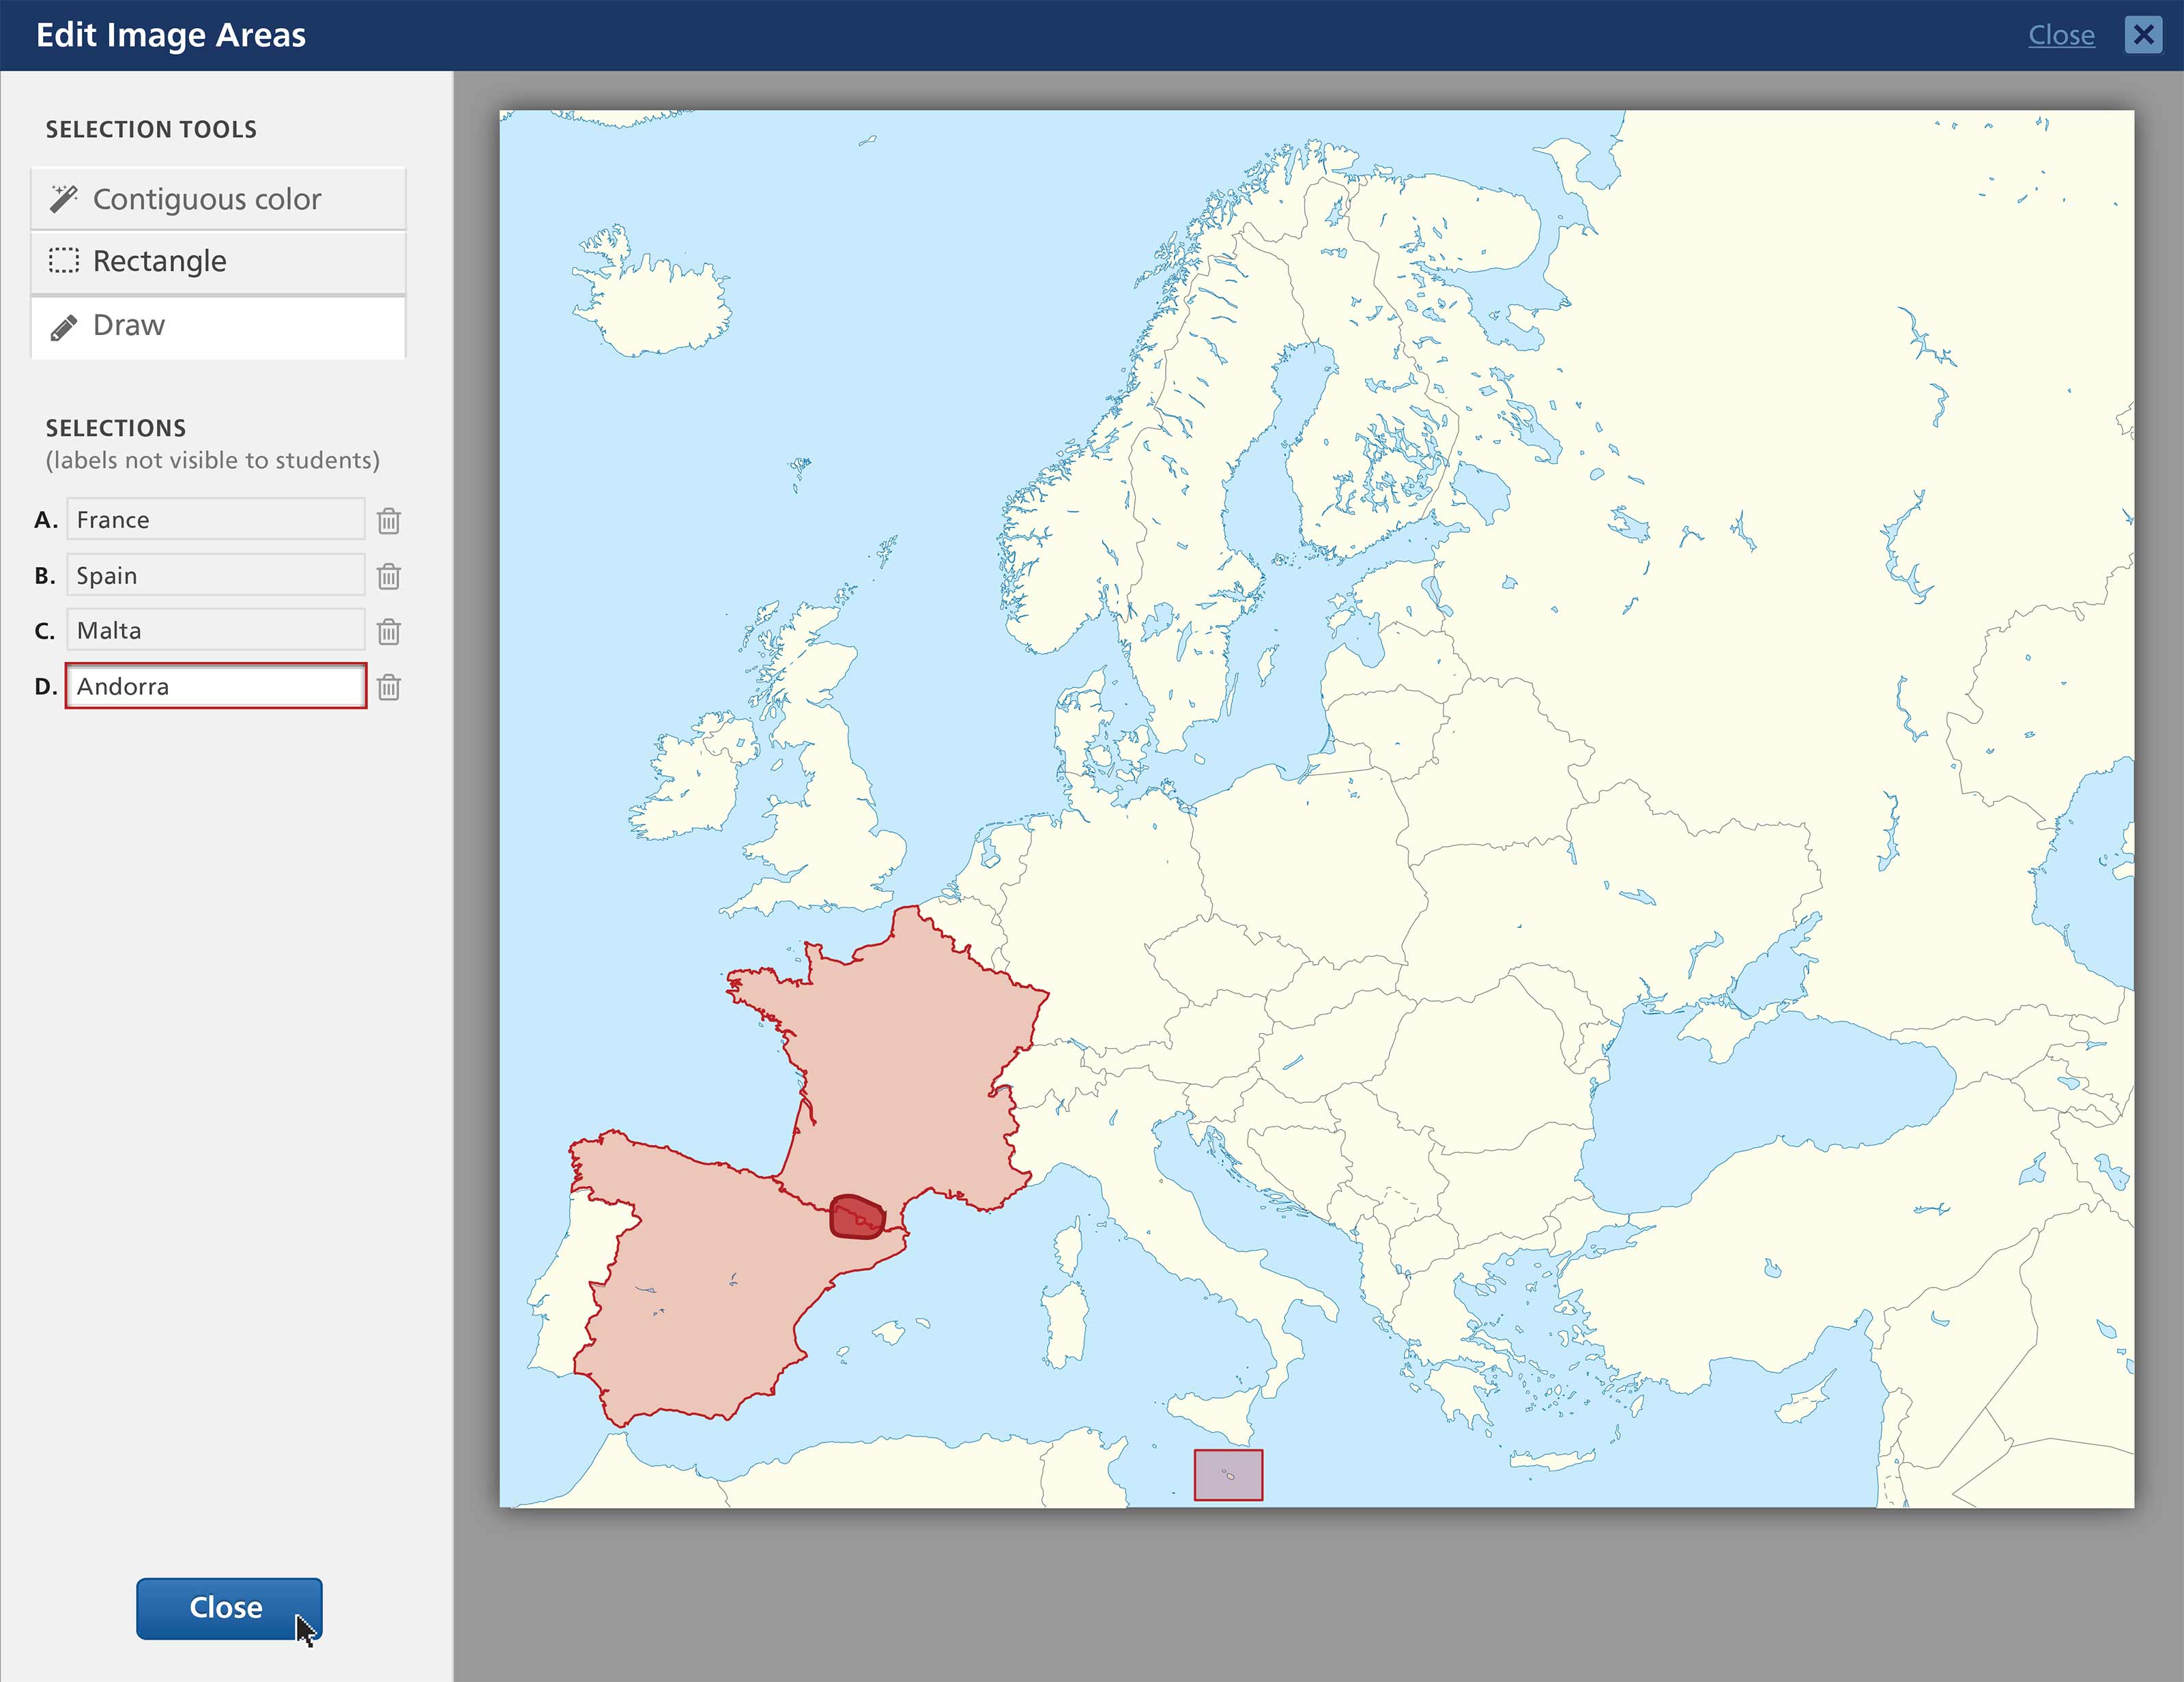 Edit Image Areas
Close
SELECTION TOOLS
Contiguous color
Rectangle
Draw
SELECTIONS
(labels not visible to students)
A. France
B. Spain
C. Malta
D. Andorra
Close